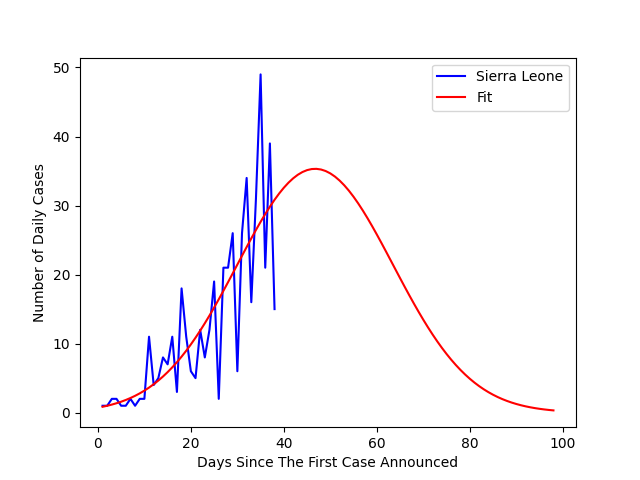 Sierra Leone
Fit
Number of Daily Cases
50
40
30
20
10
0
0 20 40 60 80 100
Days Since The First Case Announced